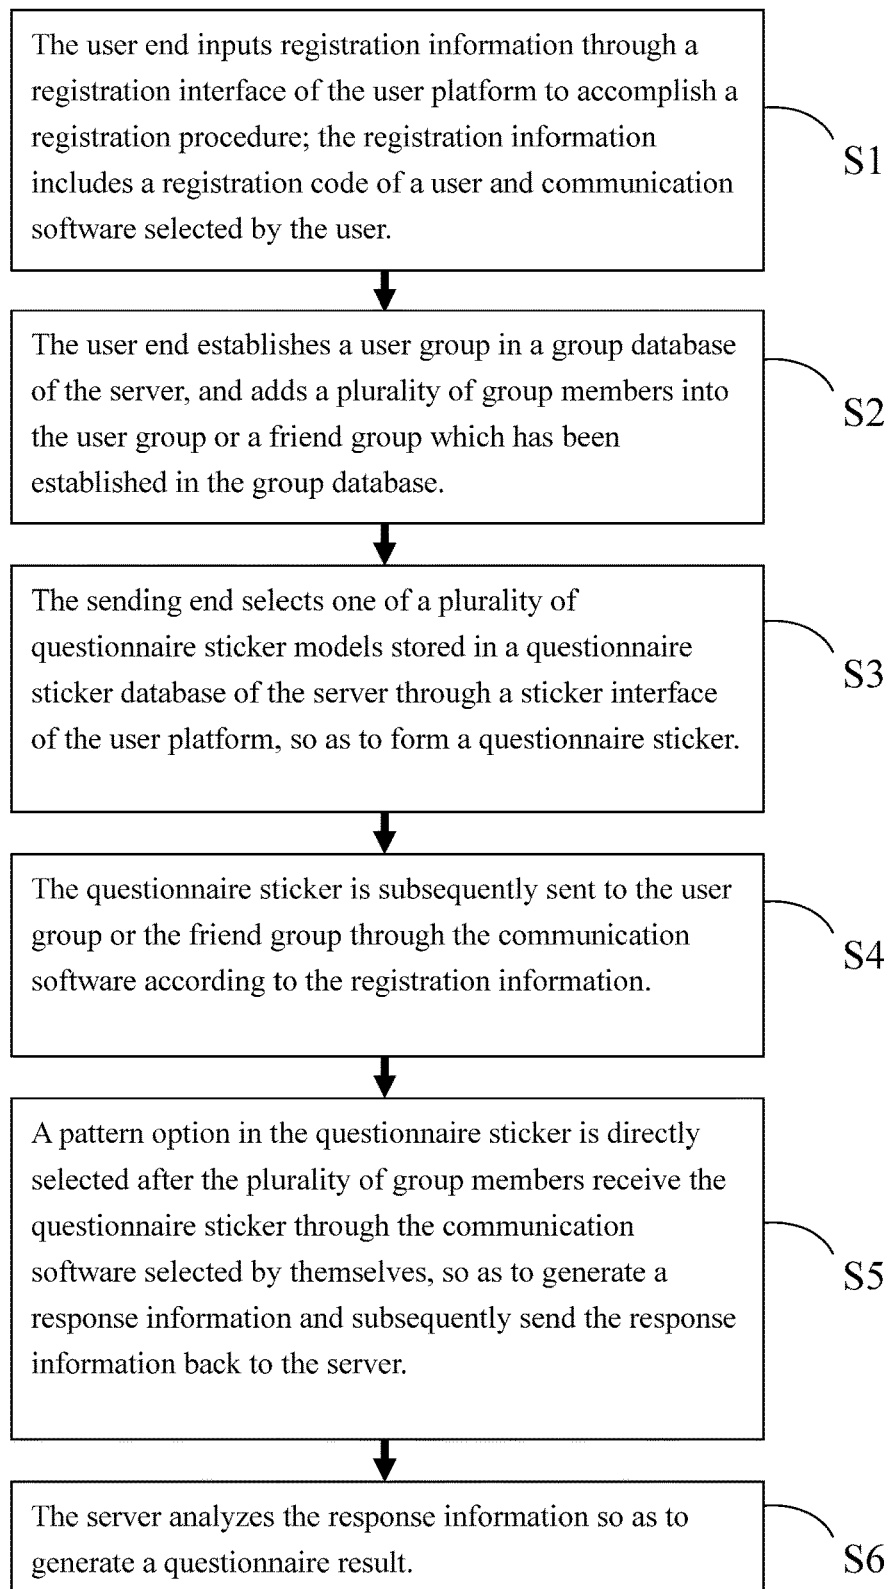 The user end inputs registration information through a
registration interface of the user platform to accomplish a
registration procedure; the registration information
includes a registration code of a user and communication
software selected by the user.
S1
The user end establishes a user group in a group database
of the server, and adds a plurality of group members into
the user group or a friend group which has been
established in the group database.
S2
The sending end selects one of a plurality of
questionnaire sticker models stored in a questionnaire
sticker database of the server through a sticker interface
of the user platform, so as to form a questionnaire sticker.
S3
The questionnaire sticker is subsequently sent to the user
group or the friend group through the communication
software according to the registration information.
S4
A pattern option in the questionnaire sticker is directly
selected after the plurality of group members receive the
questionnaire sticker through the communication
software selected by themselves, so as to generate a
response information and subsequently send the response
information back to the server.
S5
The server analyzes the response information so as to
generate a questionnaire result.
S6